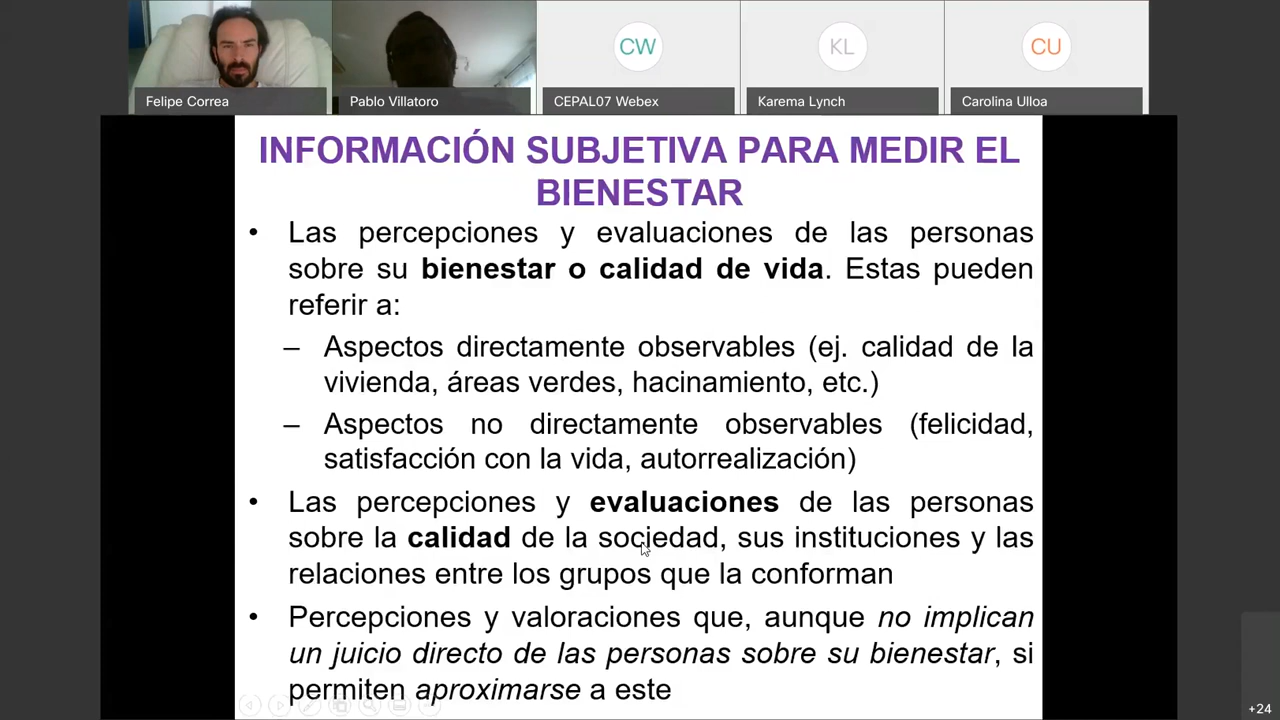 CW
KL
CU
Felipe Correa
Pablo Villatoro
CEPAL07 Webex
Karema Lynch
Carolina Ulloa
INFORMACIÓN SUBJETIVA PARA MEDIR EL
BIENESTAR
• Las percepciones y evaluaciones de las personas
sobre su bienestar o calidad de vida. Estas pueden
referir a:
– Aspectos directamente observables (ej. calidad de la
vivienda, áreas verdes, hacinamiento, etc.)
– Aspectos no directamente observables (felicidad,
satisfacción con la vida, autorrealización)
• Las percepciones y evaluaciones de las personas
sobre la calidad de la sociedad, sus instituciones y las
relaciones entre los grupos que la conforman
• Percepciones y valoraciones que, aunque no implican
un juicio directo de las personas sobre su bienestar, si
permiten aproximarse a este
+24